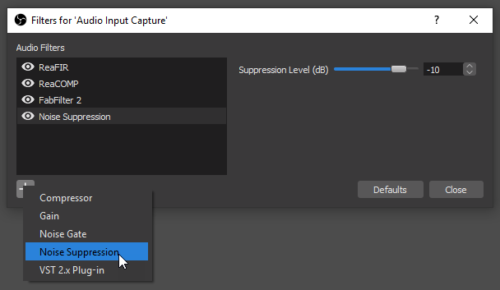 Filters for 'Audio Input Capture'
Audio Filters
ReaFIR
ReaCOMP
FabFilter 2
Noise Suppression
Suppression Level (dB) -10
Defaults Close
Compressor
Gain
Noise Gate
Noise Suppression
VST 2.x Plug-in